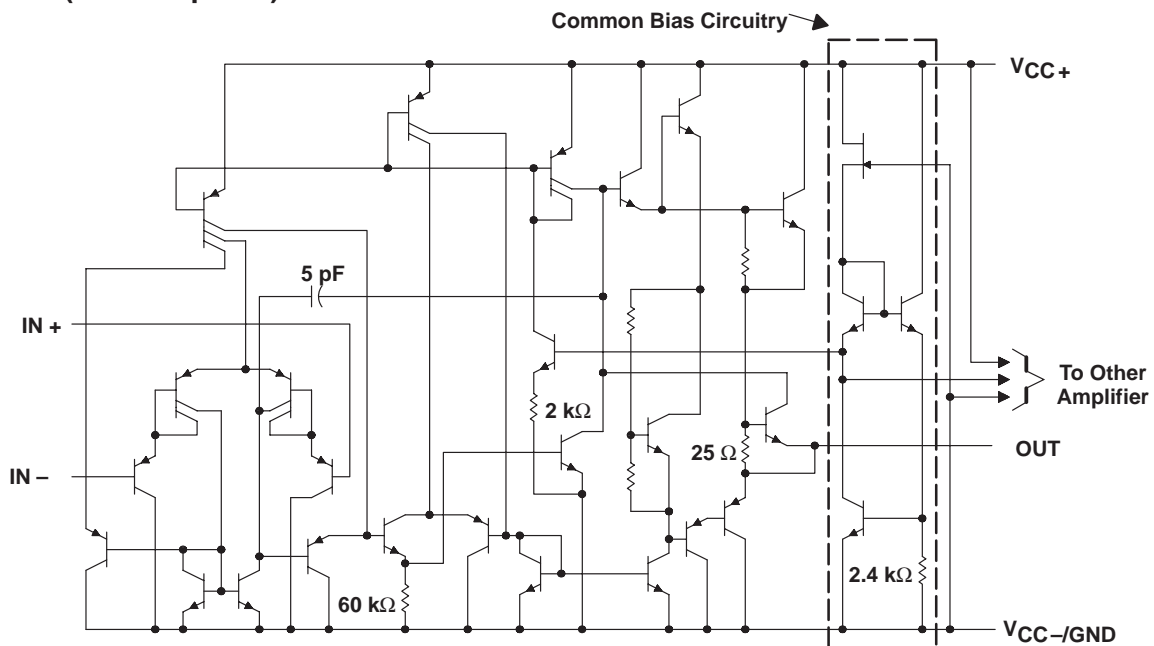 Common Bias Circuitry
VCC+
5 pF
IN +
To Other
Amplifier
2 kΩ
25 Ω
OUT
IN –
2.4 kΩ
60 kΩ
VCC–/GND